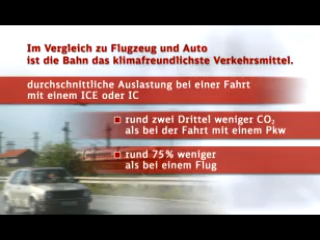 Im Vergleich zu Flugzeug und Auto
ist die Bahn das klimafreundlichste Verkehrsmittel.
durchschnittliche Auslastung bei einer Fahrt
mit einem ICE oder IC
rund zwei Drittel weniger CO₂
als bei der Fahrt mit einem Pkw
rund 75% weniger
als bei einem Flug